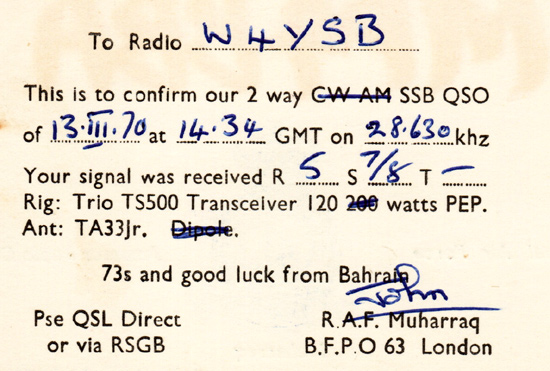 To Radio W4YSB
This is to confirm our 2 way CW AM SSB QSO
of 13.III.70 at 14.34 GMT on 28.630 khz
Your signal was received R 5 S 7/8 T —
Rig: Trio TS500 Transceiver 120 200 watts PEP.
Ant: TA33Jr. Dipole.
73s and good luck from Bahrain
John
Pse QSL Direct R.A.F. Muharraq
or via RSGB B.F.P.O 63 London